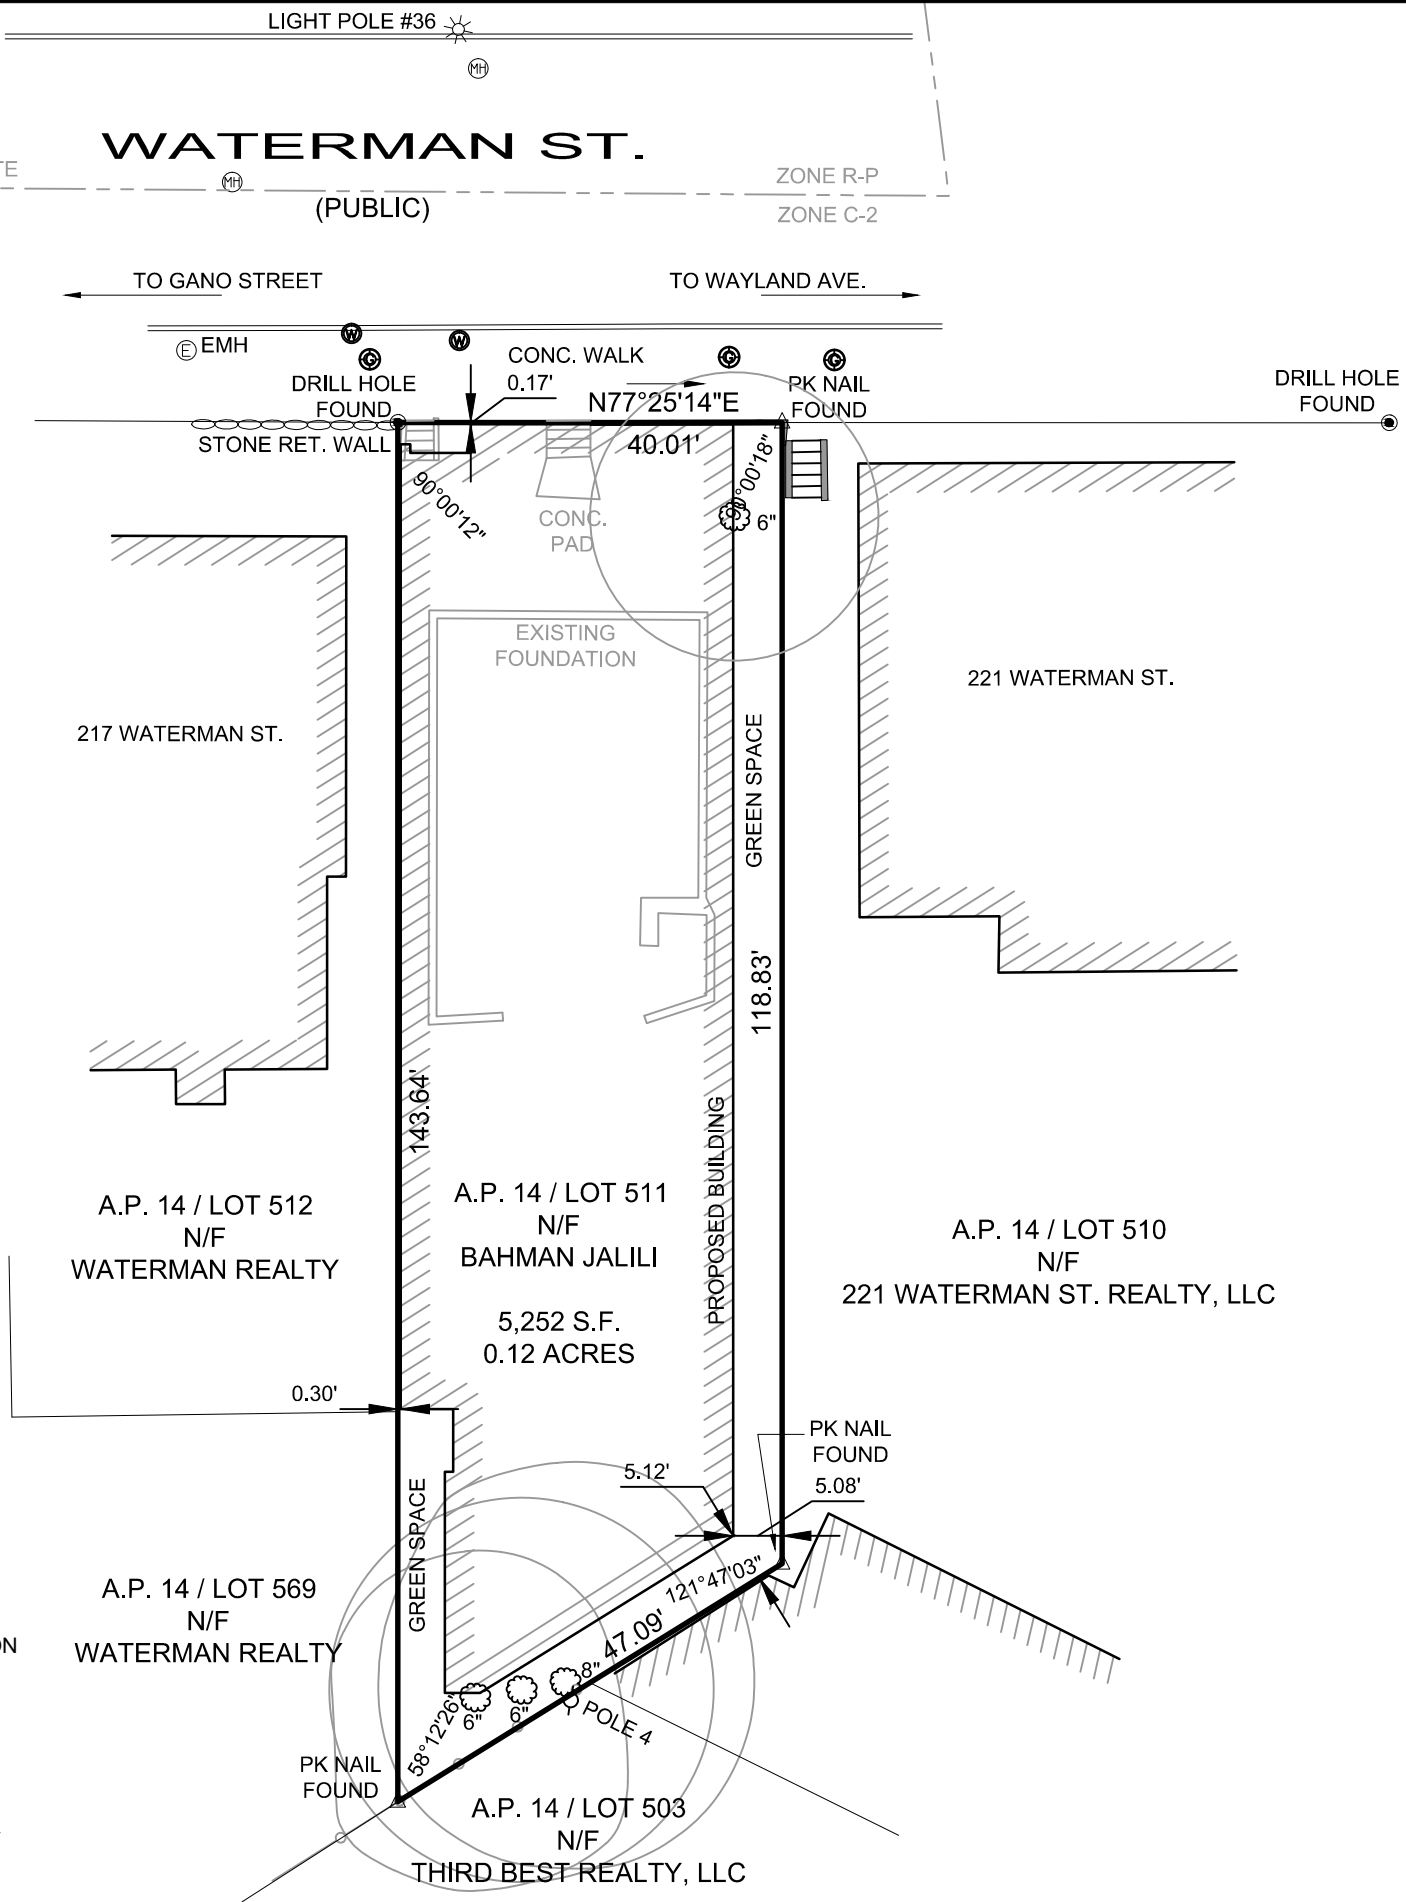 LIGHT POLE #36
MH
WATERMAN ST.
TE
MH
ZONE R-P
(PUBLIC)
ZONE C-2
TO GANO STREET
TO WAYLAND AVE.
W
W
E EMH
G
CONC. WALK
G
G
DRILL HOLE
FOUND
0.17'
PK NAIL
FOUND
DRILL HOLE
FOUND
N77°25'14"E
STONE RET. WALL
40.01'
90°00'12"
90°00'18"
CONC.
PAD
6"
EXISTING
FOUNDATION
221 WATERMAN ST.
217 WATERMAN ST.
GREEN SPACE
118.83'
143.64'
PROPOSED BUILDING
A.P. 14 / LOT 512
N/F
WATERMAN REALTY
A.P. 14 / LOT 511
N/F
BAHMAN JALILI
5,252 S.F.
0.12 ACRES
A.P. 14 / LOT 510
N/F
221 WATERMAN ST. REALTY, LLC
0.30'
PK NAIL
FOUND
5.12'
5.08'
GREEN SPACE
121°47'03"
A.P. 14 / LOT 569
N/F
WATERMAN REALTY
ON
47.09'
8"
6"
6"
POLE 4
58°12'26"
PK NAIL
FOUND
A.P. 14 / LOT 503
N/F
THIRD BEST REALTY, LLC